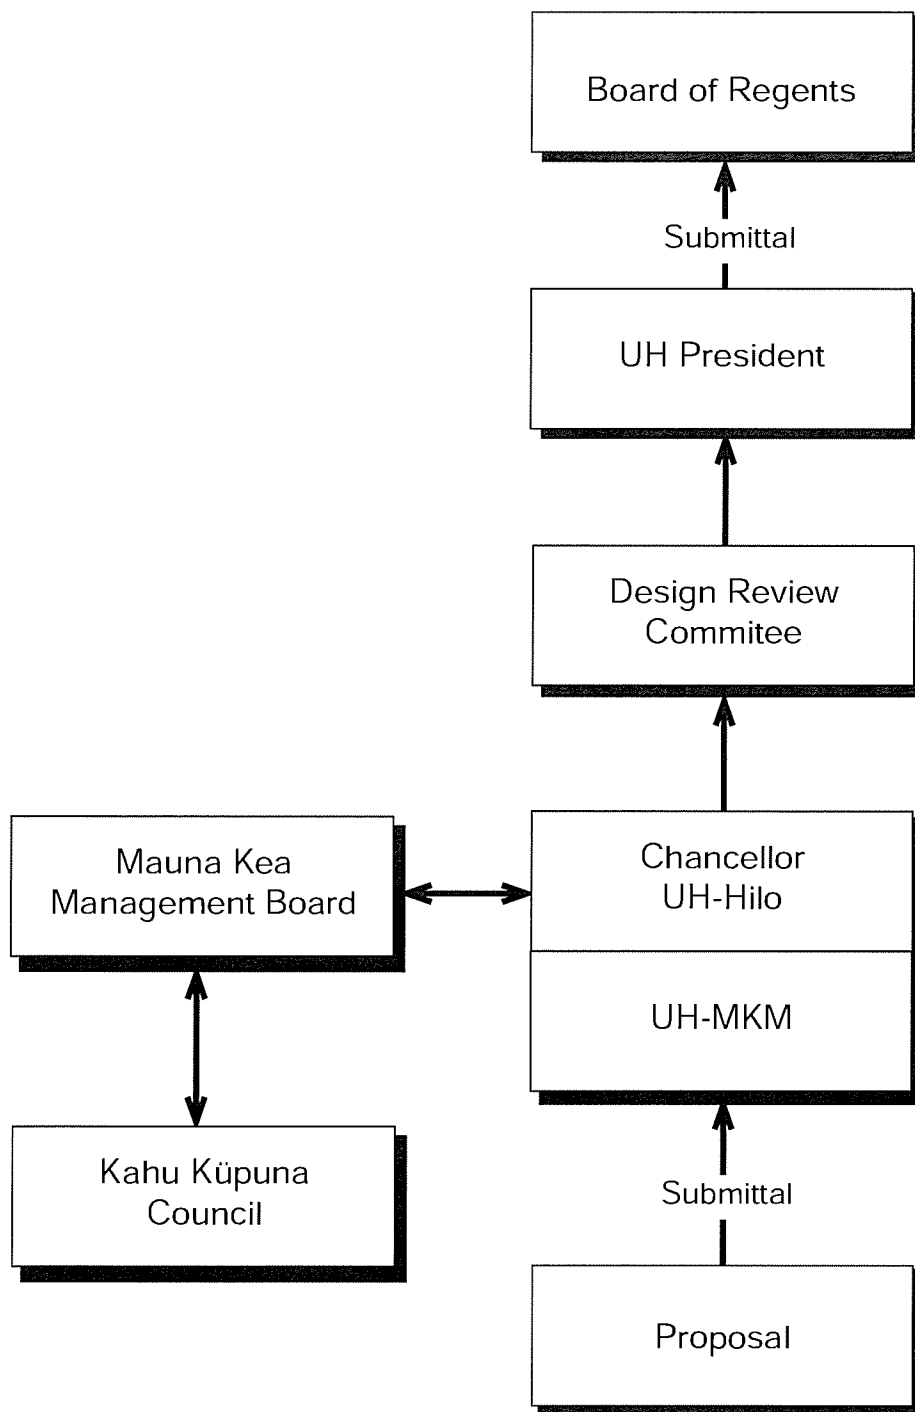 Board of Regents
Submittal
UH President
Design Review
Commitee
Chancellor
UH-Hilo
Mauna Kea
Management Board
UH-MKM
Kahu Küpuna
Council
Submittal
Proposal